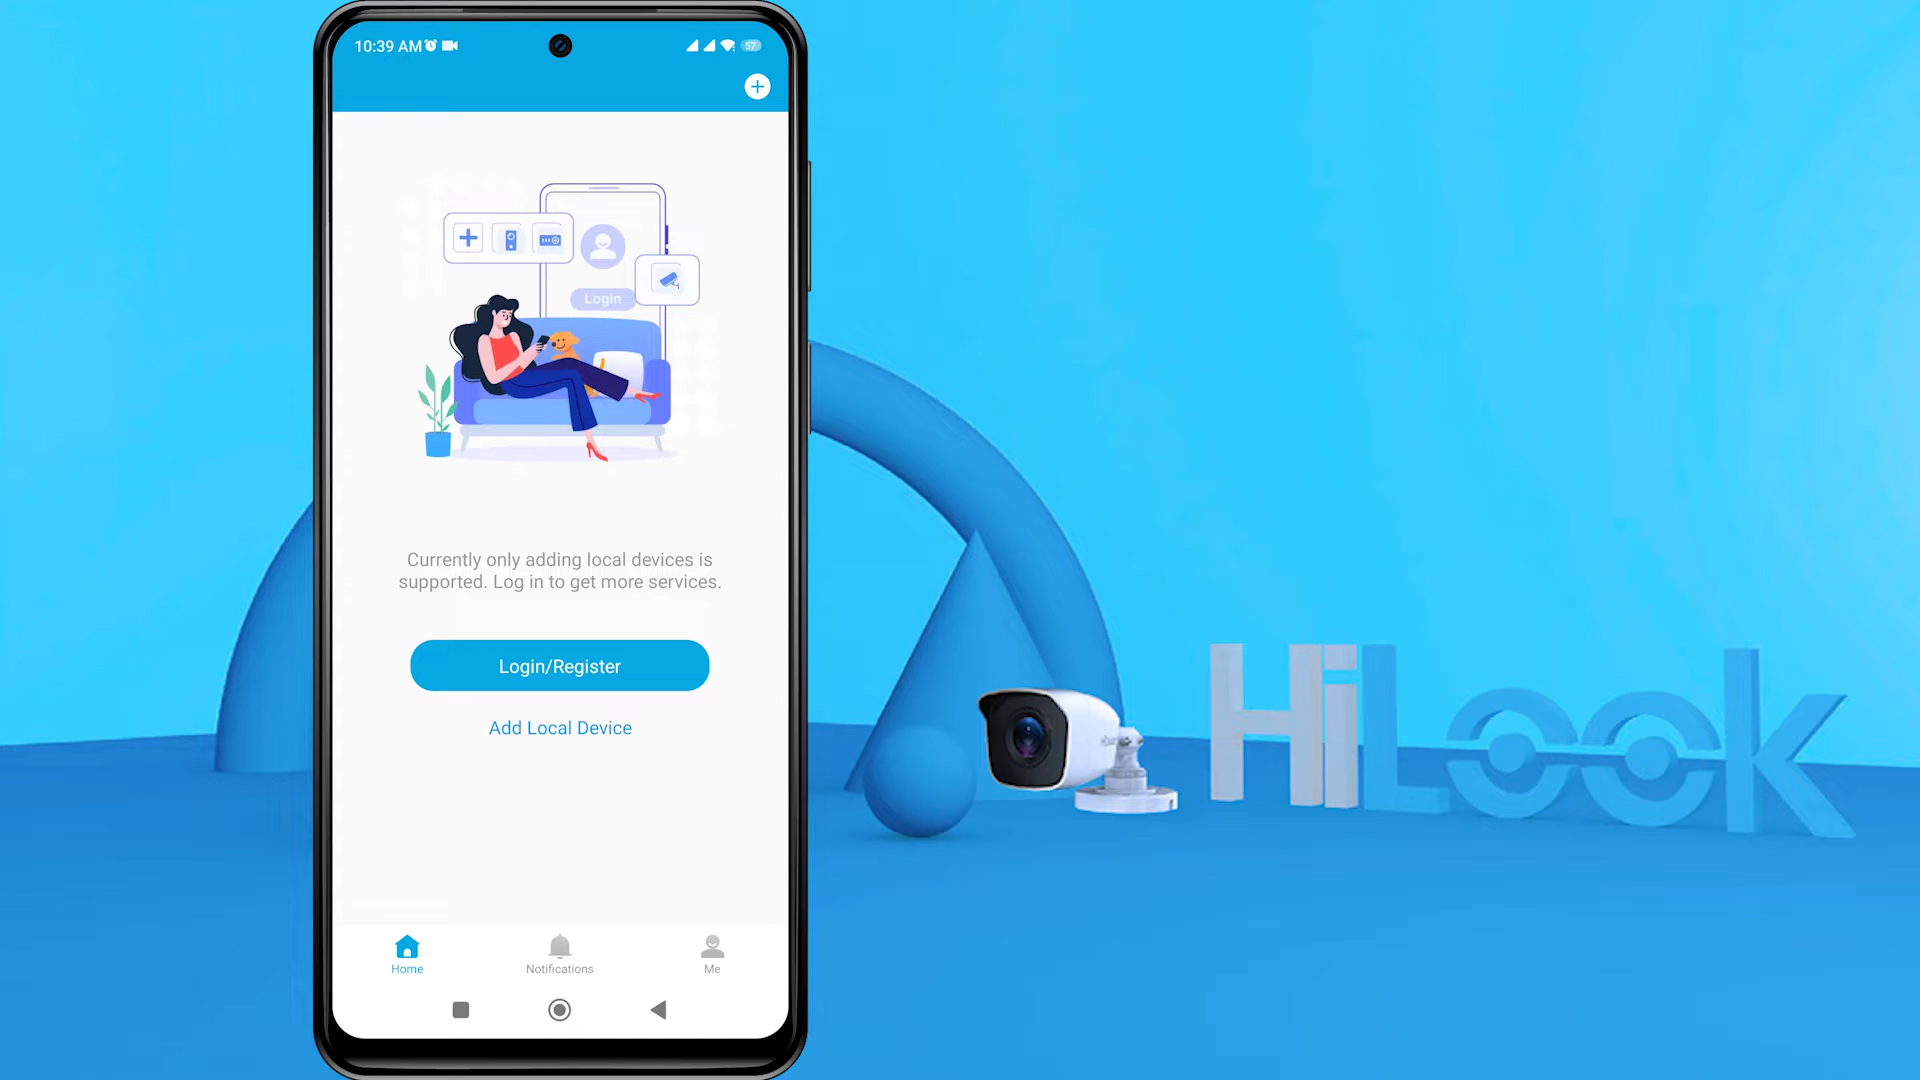 10:39 AM
57
Login
Currently only adding local devices is
supported. Log in to get more services.
Login/Register
Add Local Device
Home
Notifications
Me
HiLook